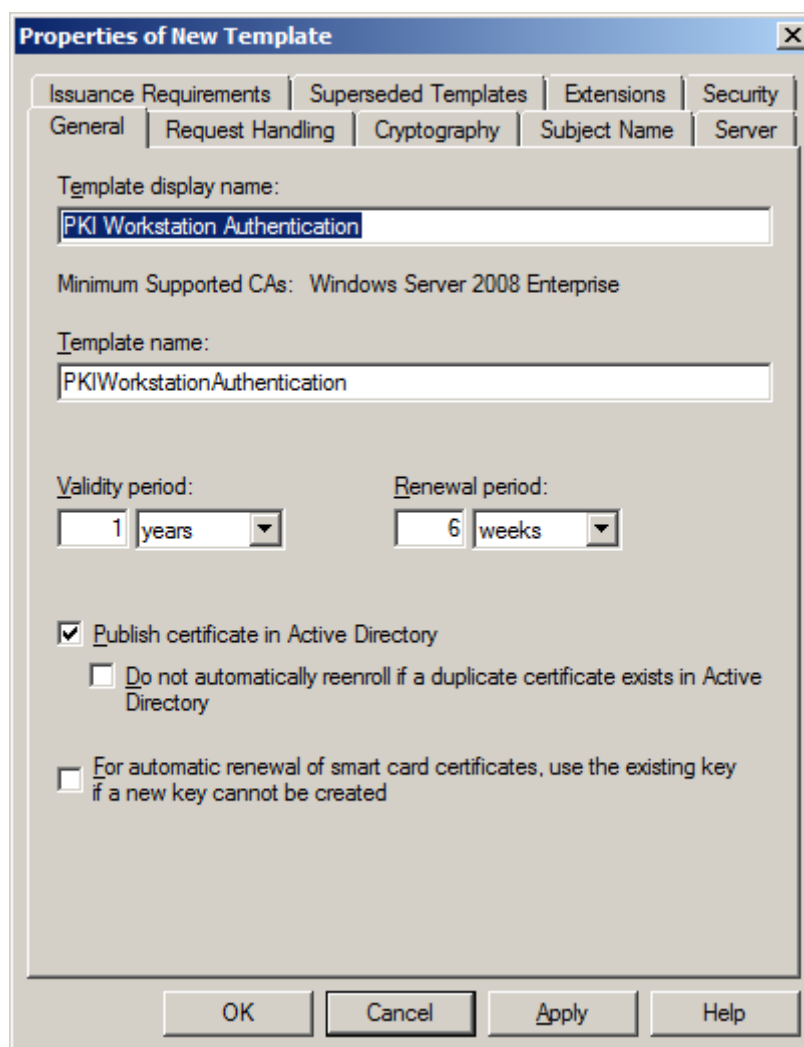 Properties of New Template
Issuance Requirements Superseded Templates Extensions Security
General Request Handling Cryptography Subject Name Server
Template display name:
PKI Workstation Authentication
Minimum Supported CAs: Windows Server 2008 Enterprise
Template name:
PKIWorkstationAuthentication
Validity period: Renewal period:
1 years 6 weeks
Publish certificate in Active Directory
Do not automatically reenroll if a duplicate certificate exists in Active
Directory
For automatic renewal of smart card certificates, use the existing key
if a new key cannot be created
OK Cancel Apply Help